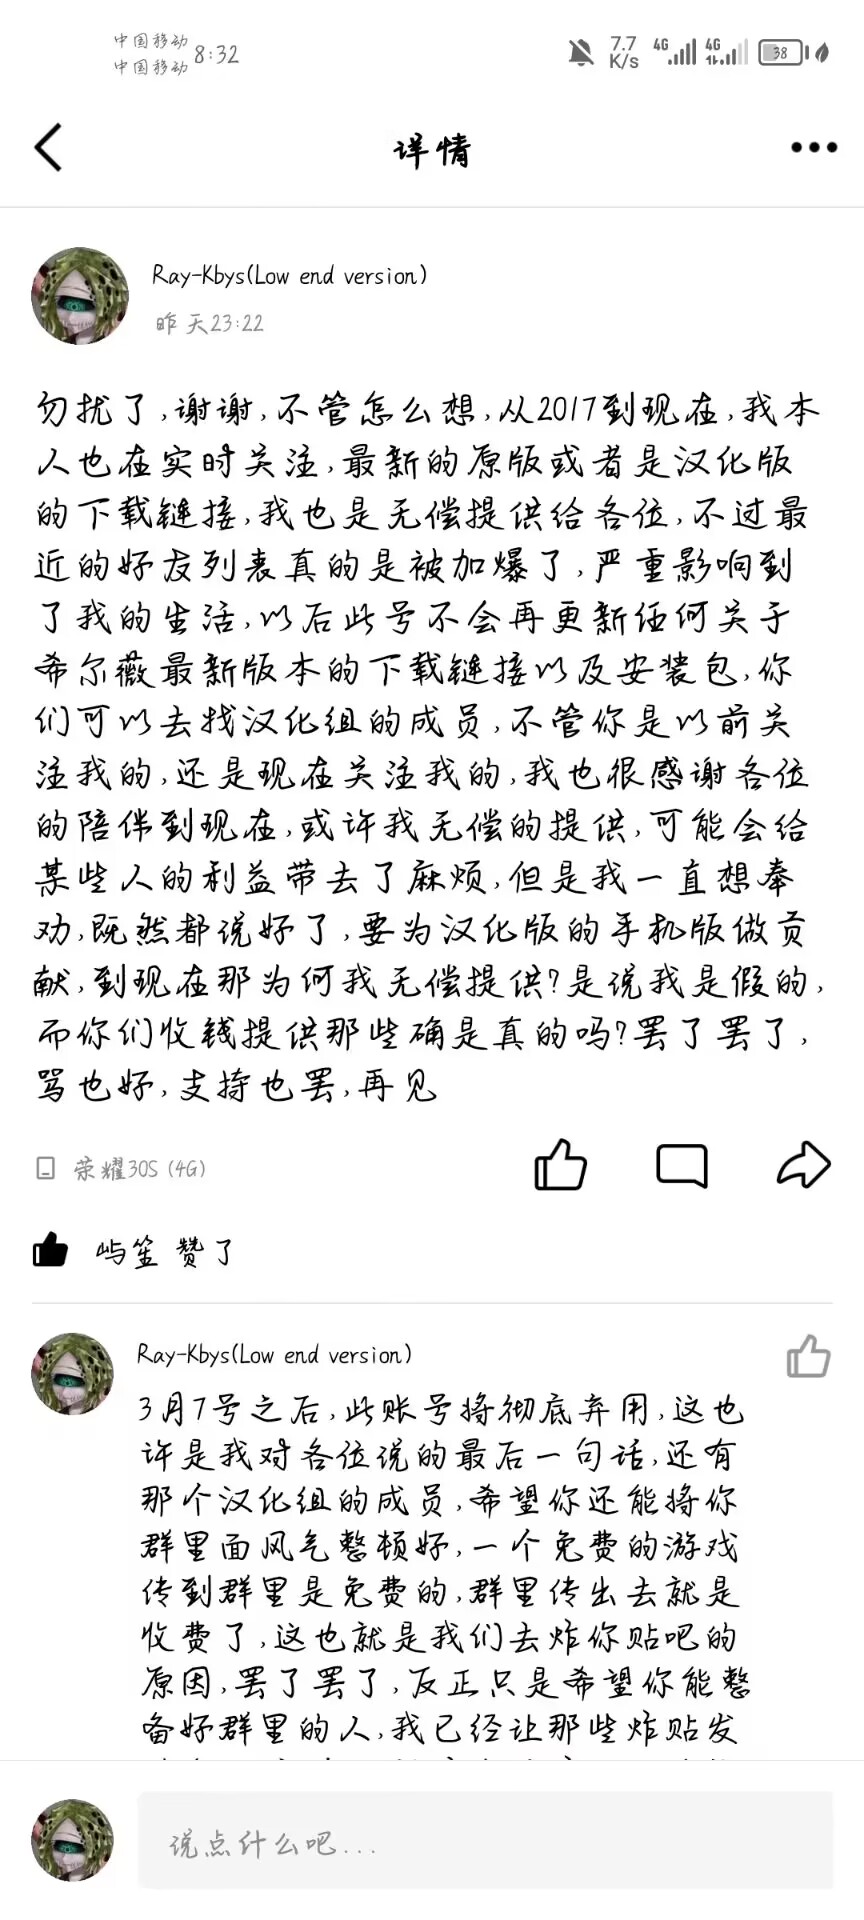 中国移动
中国移动 8:32
7.7 K/s 4G 4G 38
详情
Ray-Kbys(Low end version)
昨天23:22
勿扰了,谢谢,不管怎么想,从2017到现在,我本
人也在实时关注,最新的原版或者是汉化版
的下载链接,我也是无偿提供给各位,不过最
近的好友列表真的是被加爆了,严重影响到
了我的生活,以后此号不会再更新任何关于
希尔薇最新版本的下载链接以及安装包,你
们可以去找汉化组的成员,不管你是以前关
注我的,还是现在关注我的,我也很感谢各位
的陪伴到现在,或许我无偿的提供,可能会给
某些人的利益带去了麻烦,但是我一直想奉
劝,既然都说好了,要为汉化版的手机版做贡
献,到现在那为何我无偿提供?是说我是假的,
而你们收钱提供那些确是真的吗?罢了罢了,
骂也好,支持也罢,再见
荣耀30S (4G)
屿笙 赞了
Ray-Kbys(Low end version)
3月7号之后,此账号将彻底弃用,这也
许是我对各位说的最后一句话,还有
那个汉化组的成员,希望你还能将你
群里面风气整顿好,一个免费的游戏
传到群里是免费的,群里传出去就是
收费了,这也就是我们去炸你贴吧的
原因,罢了罢了,反正只是希望你能整
备好群里的人,我已经让那些炸贴发
说点什么吧...